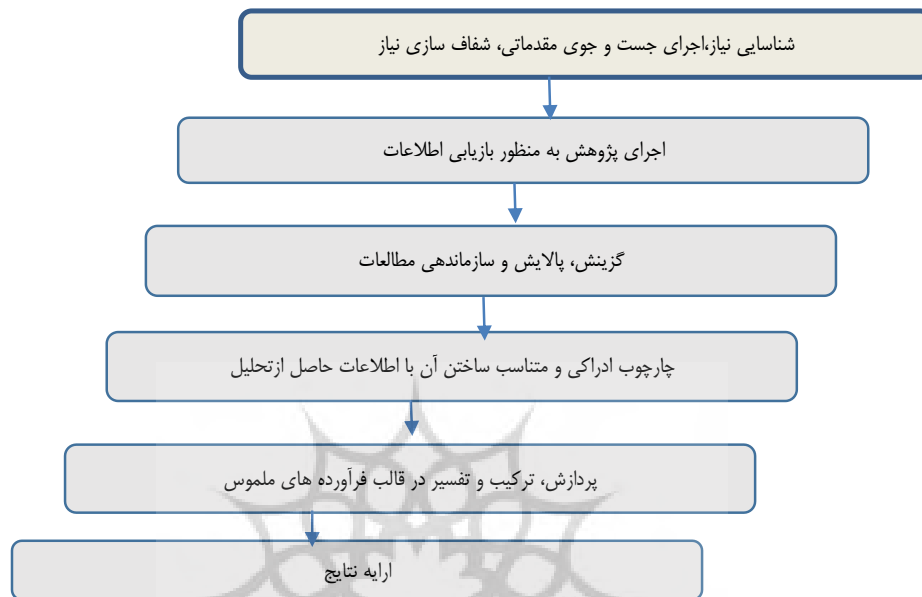 شناسایی نیاز،اجرای جست و جوی مقدماتی، شفاف سازی نیاز
اجرای پژوهش به منظور بازیابی اطلاعات
گزینش، پالایش و سازماندهی مطالعات
چارچوب ادراکی و متناسب ساختن آن با اطلاعات حاصل ازتحلیل
پردازش، ترکیب و تفسیر در قالب فرآورده های ملموس
ارایه نتایج